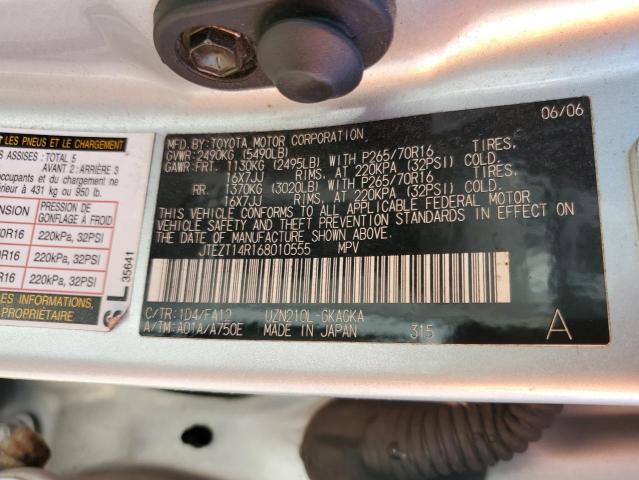 LES PNEUS ET LE CHARGEMENT
ASSISES: TOTAL 5
AVANT 2: ARRIÈRE 3
occupants et du chargement ne
à 431 kg ou 950 lb.
PRESSION DE
GONFLAGE À FROID
220kPa, 32PSI
R16 220kPa, 32PSI
R16 220kPa, 32PSI
LES INFORMATIONS.
PROPRIÉTAIRE
35641
MFD. BY: TOYOTA MOTOR CORPORATION 06/06
GVWR: 2490KG (5490LB)
GAWR: FRT. 1130KG (2495LB) WITH P265/70R16 TIRES,
16X7JJ RIMS, AT 220KPA (32PSI) COLD.
RR. 1370KG (3020LB) WITH P265/70R16 TIRES,
16X7JJ RIMS, AT 220KPA (32PSI) COLD.
THIS VEHICLE CONFORMS TO ALL APPLICABLE FEDERAL MOTOR
VEHICLE SAFETY AND THEFT PREVENTION STANDARDS IN EFFECT ON
THE DATE OF MANUFACTURE SHOWN ABOVE.
JTEZT14R168010555 MPV
C/TR: 1D4/FA12 UZN210L-GKAGKA
A/TM: A01A/A750E MADE IN JAPAN 315 A